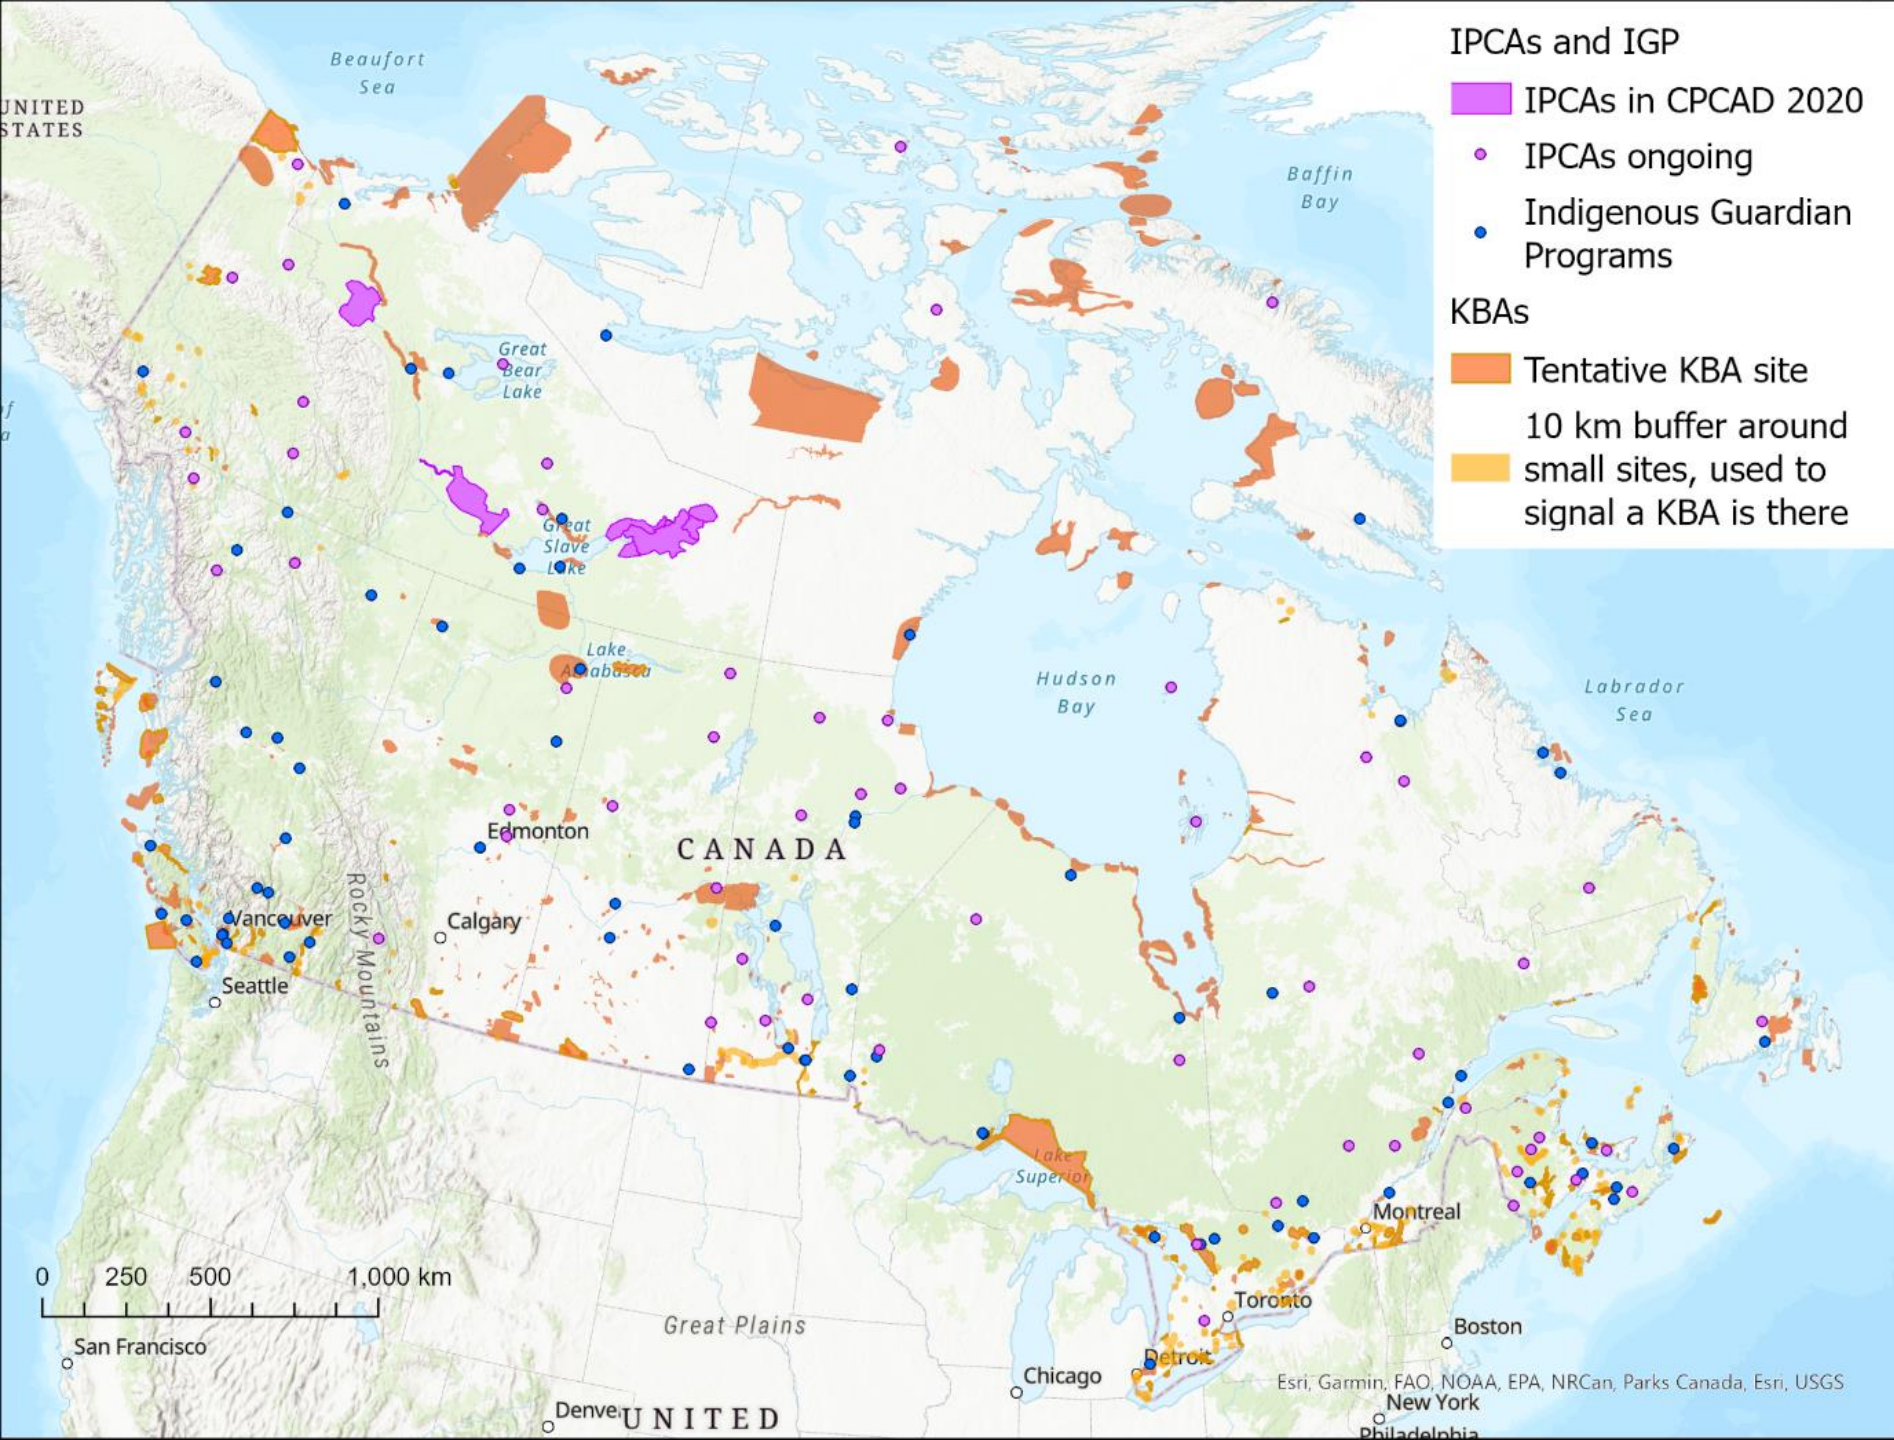 Beaufort
Sea
UNITED
STATES
Baffin
Bay
IPCAs and IGP
IPCAs in CPCAD 2020
IPCAs ongoing
Indigenous Guardian
Programs
KBAs
Tentative KBA site
10 km buffer around
small sites, used to
signal a KBA is there
Great
Bear
Lake
of
a
Great
Slave
Lake
Lake
Athabasca
Hudson
Bay
Labrador
Sea
Edmonton
CANADA
Rocky Mountains
Vancouver
Calgary
Seattle
Lake
Superior
Montreal
0 250 500 1,000 km
Toronto
Great Plains
San Francisco
Boston
Detroit
Chicago
Esri, Garmin, FAO, NOAA, EPA, NRCan, Parks Canada, Esri, USGS
New York
Denver
UNITED
Philadelphia